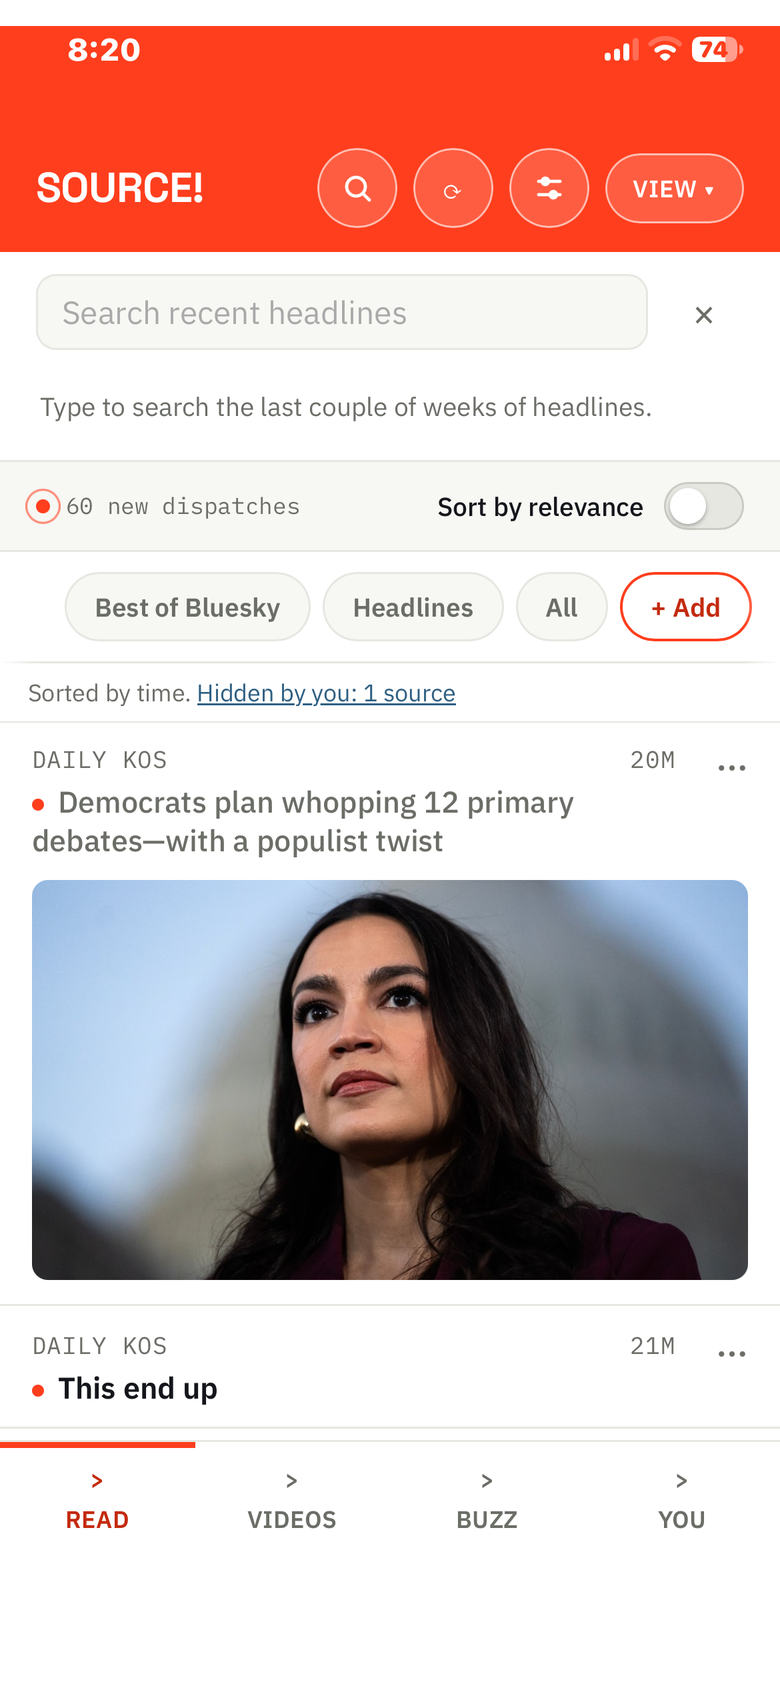 8:20
74
SOURCE!
VIEW ▾
Search recent headlines
×
Type to search the last couple of weeks of headlines.
60 new dispatches
Sort by relevance
Best of Bluesky
Headlines
All
+ Add
Sorted by time. Hidden by you: 1 source
DAILY KOS
20M
...
Democrats plan whopping 12 primary
debates—with a populist twist
DAILY KOS
21M
...
This end up
>
READ
>
VIDEOS
>
BUZZ
>
YOU